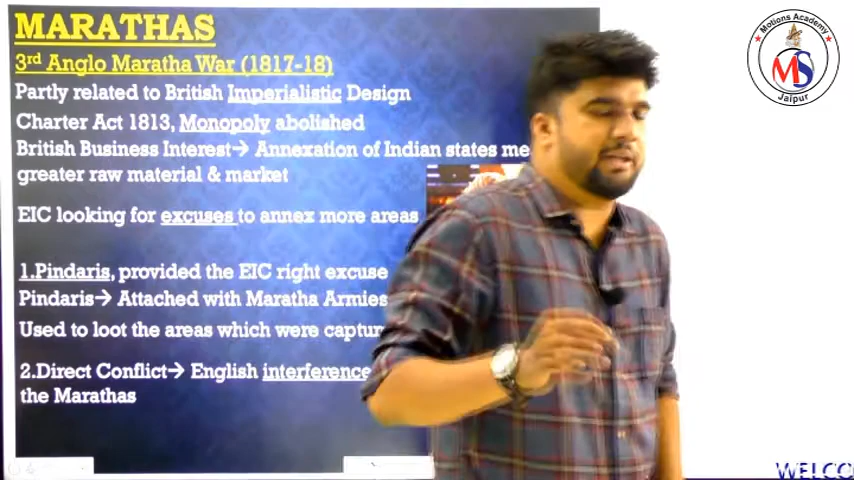 MARATHAS
3rd Anglo Maratha War (1817-18)
Partly related to British Imperialistic Design
Charter Act 1813, Monopoly abolished
British Business Interest→ Annexation of Indian states me
greater raw material & market
EIC looking for excuses to annex more areas
1.Pindaris, provided the EIC right excuse
Pindaris→ Attached with Maratha Armies
Used to loot the areas which were captur
2.Direct Conflict→ English interference
the Marathas
Motions Academy
MS
Jaipur
WELCO